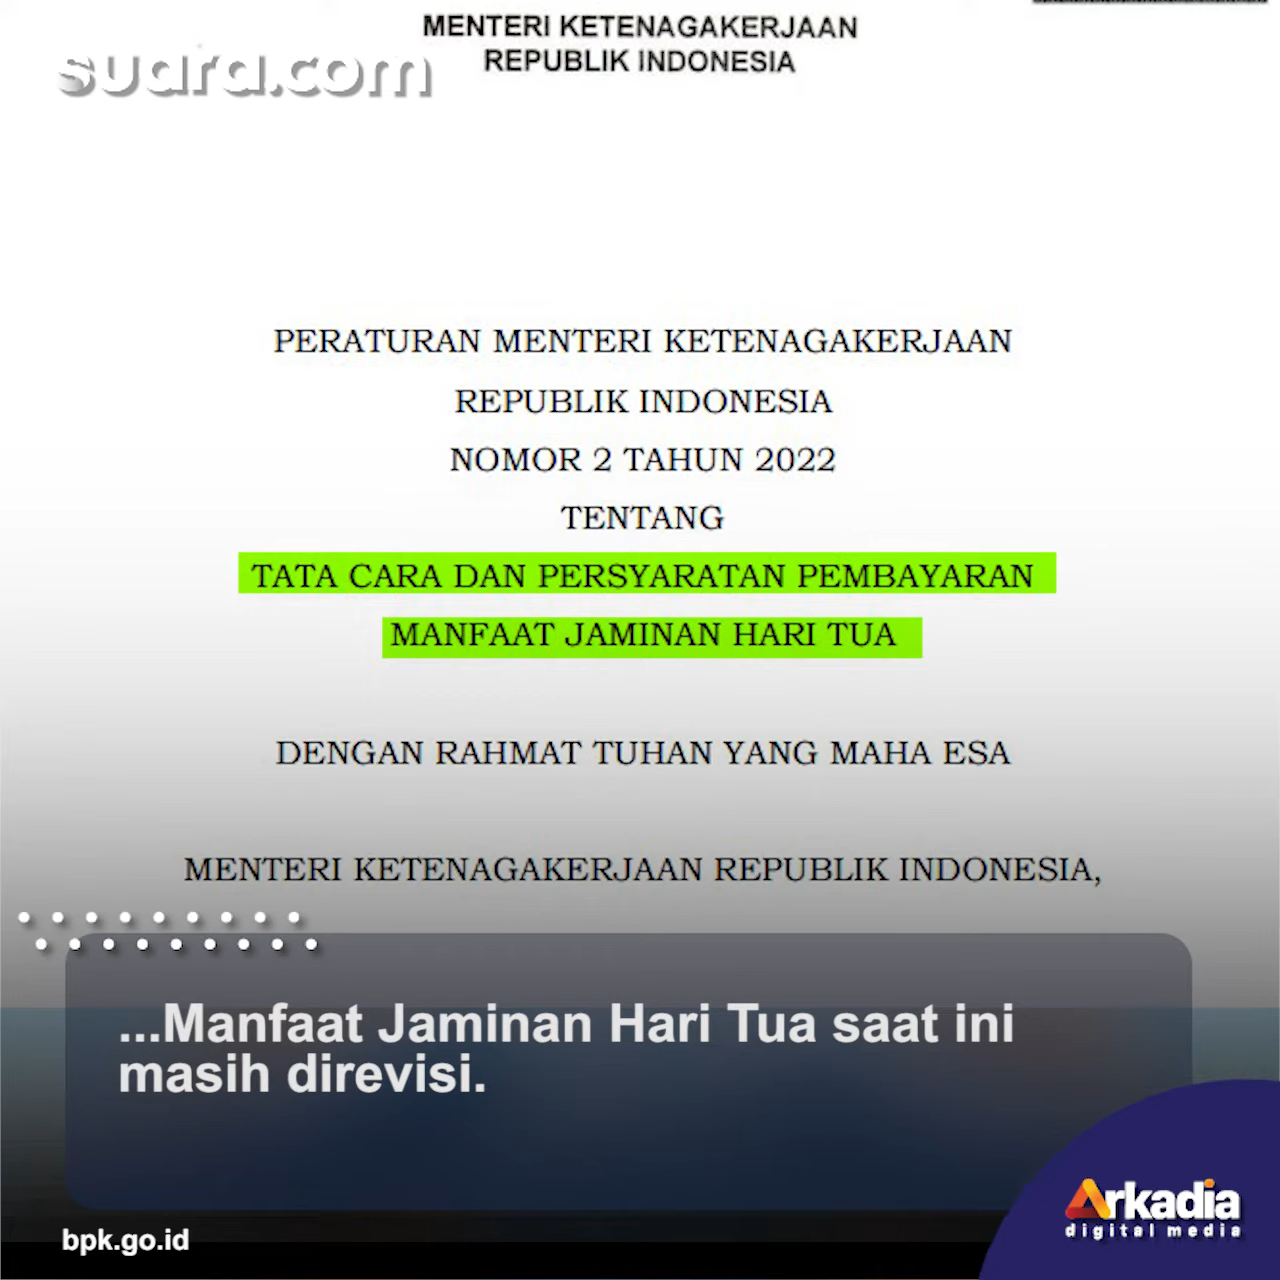 MENTERI KETENAGAKERJAAN
REPUBLIK INDONESIA
suara.com
PERATURAN MENTERI KETENAGAKERJAAN
REPUBLIK INDONESIA
NOMOR 2 TAHUN 2022
TENTANG
TATA CARA DAN PERSYARATAN PEMBAYARAN
MANFAAT JAMINAN HARI TUA
DENGAN RAHMAT TUHAN YANG MAHA ESA
MENTERI KETENAGAKERJAAN REPUBLIK INDONESIA,
...Manfaat Jaminan Hari Tua saat ini
masih direvisi.
Arkadia
digital media
bpk.go.id